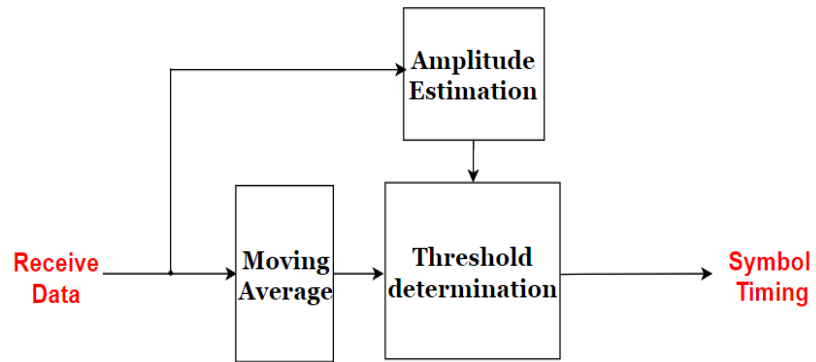 Amplitude
Estimation
Receive
Data
Moving
Average
Threshold
determination
Symbol
Timing